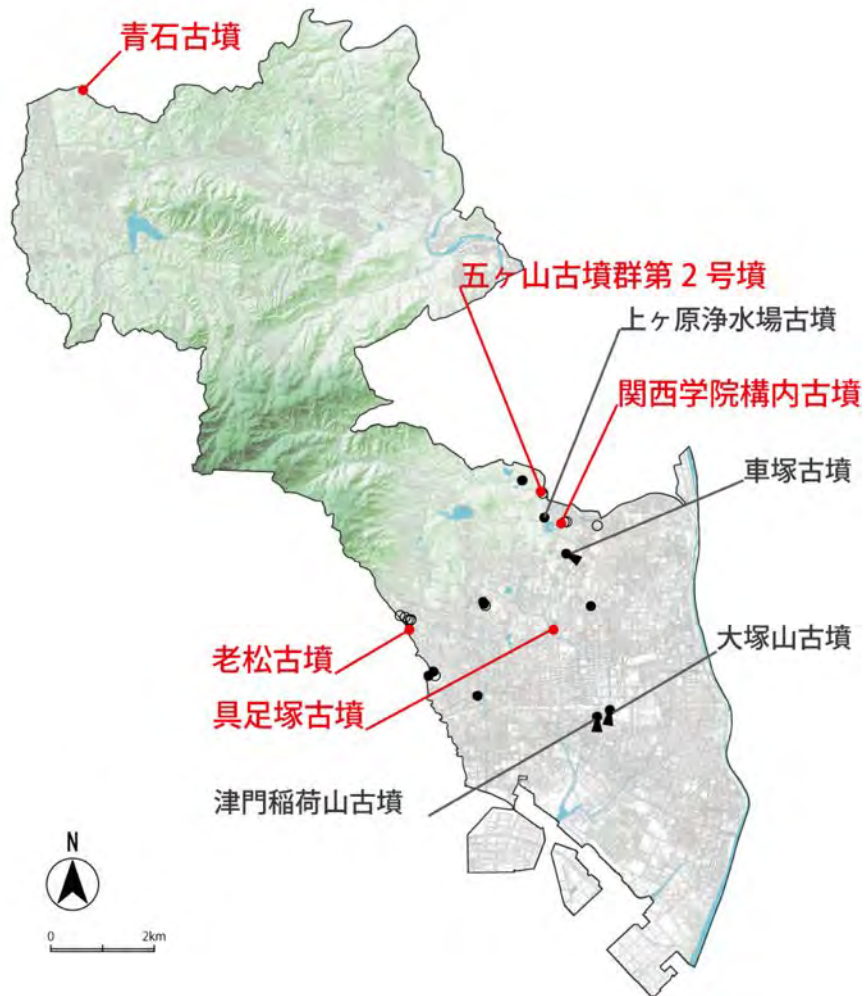 青石古墳
五ヶ山古墳群第2号墳
上ヶ原浄水場古墳
関西学院構内古墳
車塚古墳
大塚山古墳
老松古墳
具足塚古墳
津門稲荷山古墳
N
0 2km